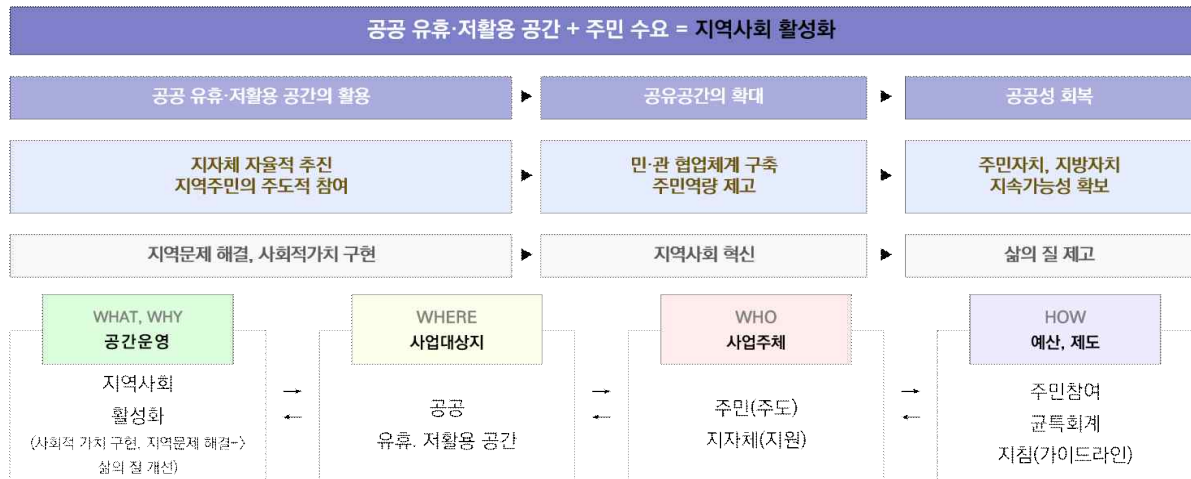 공공 유휴·저활용 공간 + 주민 수요 = 지역사회 활성화
공공 유휴·저활용 공간의 활용 ▶ 공유공간의 확대 ▶ 공공성 회복
지자체 자율적 추진
지역주민의 주도적 참여
▶
민·관 협업체계 구축
주민역량 제고
▶
주민자치, 지방자치
지속가능성 확보
지역문제 해결, 사회적가치 구현 ▶ 지역사회 혁신 ▶ 삶의 질 제고
WHAT, WHY
공간운영
지역사회
활성화
(사회적 가치 구현, 지역문제 해결->
삶의 질 개선)
→
←
WHERE
사업대상지
공공
유휴. 저활용 공간
→
←
WHO
사업주체
주민(주도)
지자체(지원)
→
←
HOW
예산, 제도
주민참여
균특회계
지침(가이드라인)